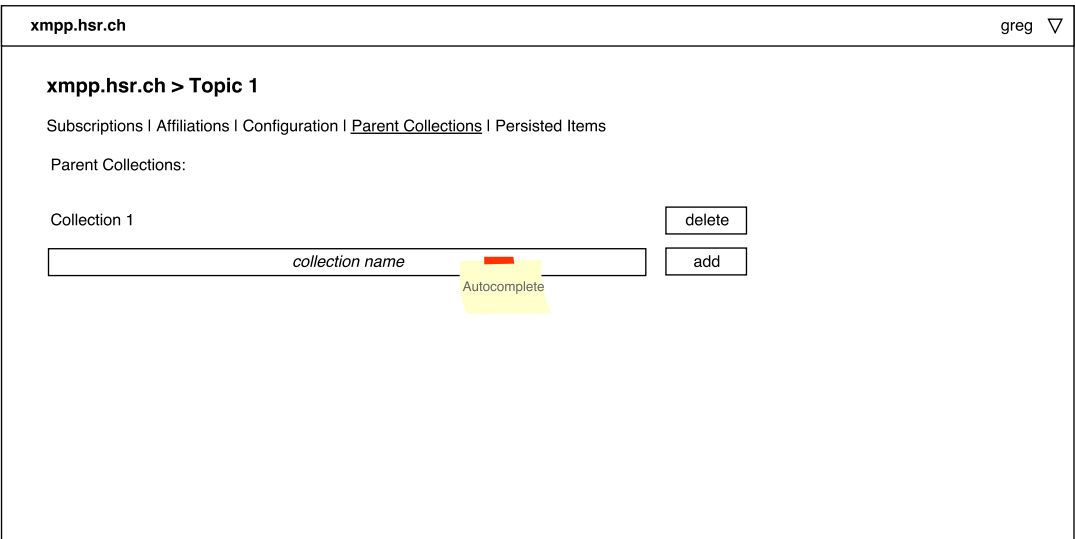 xmpp.hsr.ch greg
xmpp.hsr.ch > Topic 1
Subscriptions | Affiliations | Configuration | Parent Collections | Persisted Items
Parent Collections:
Collection 1 delete
collection name add
Autocomplete